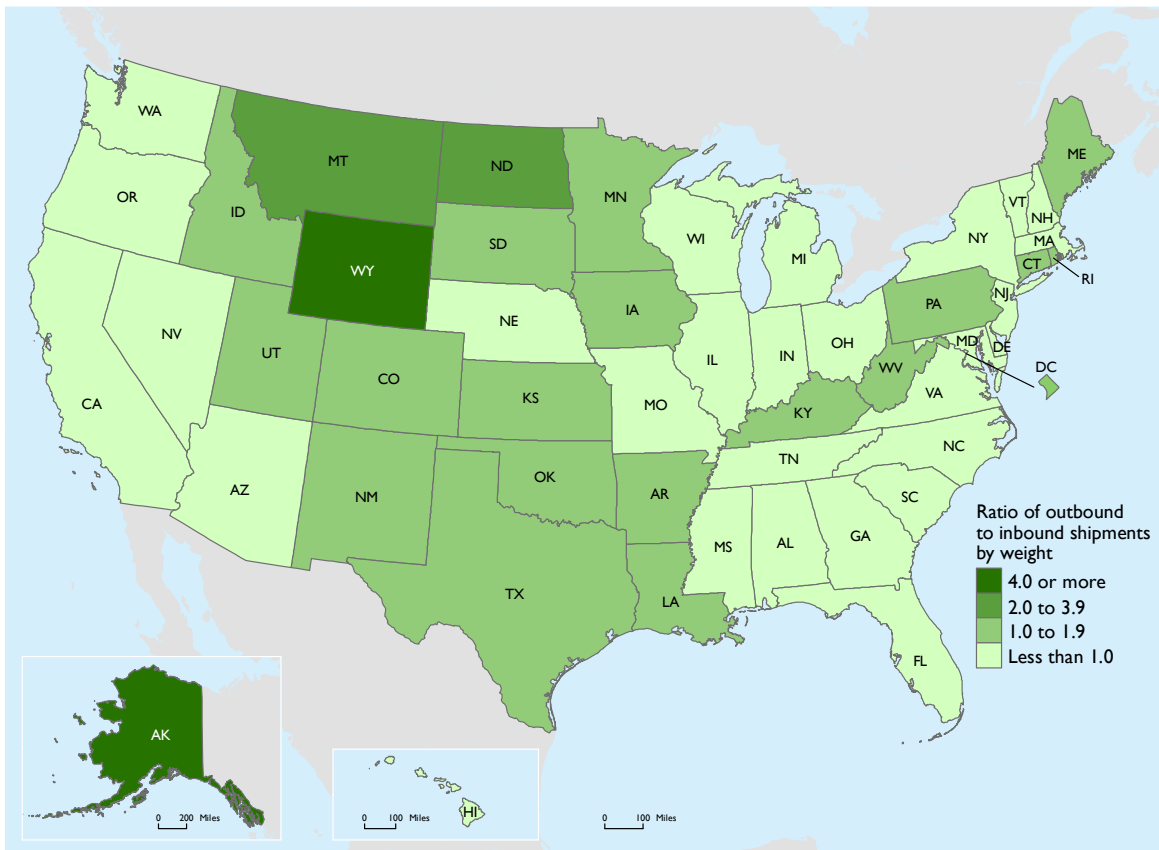 WA
ME
MT
ND
VT
MN
OR
NH
ID
NY
WI
SD
MA
MI
CT
WY
RI
NJ
PA
IA
NE
NV
OH
MD
DE
UT
IL
IN
DC
WV
CO
VA
KS
CA
MO
KY
NC
TN
OK
AZ
AR
NM
SC
MS
AL
GA
TX
LA
FL
AK
HI
Ratio of outbound
to inbound shipments
by weight
4.0 or more
2.0 to 3.9
1.0 to 1.9
Less than 1.0
0 200 Miles
0 100 Miles
0 100 Miles